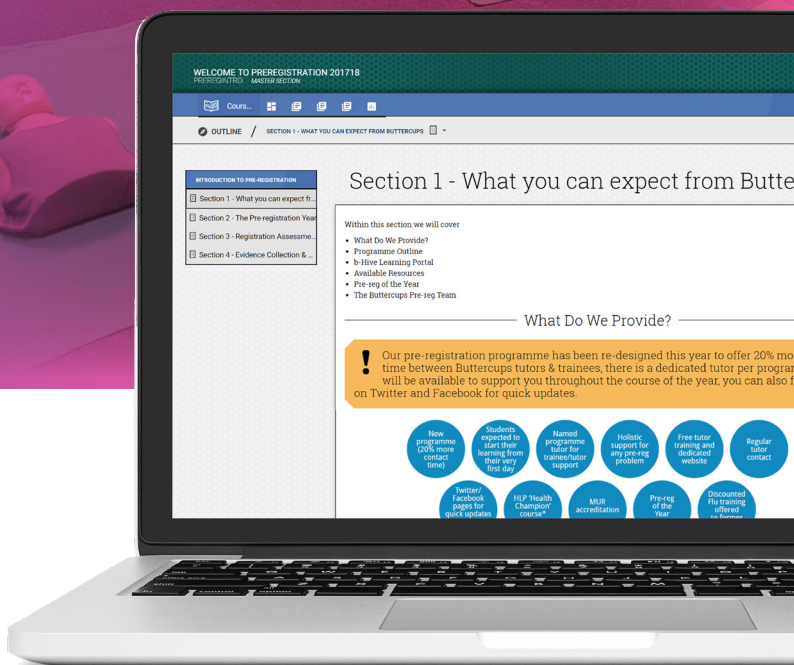 WELCOME TO PREREGISTRATION 201718
PREREGINTRO MASTER SECTION
Cours...
OUTLINE / SECTION 1 - WHAT YOU CAN EXPECT FROM BUTTERCUPS
INTRODUCTION TO PRE-REGISTRATION
Section 1 - What you can expect fr...
Section 2 - The Pre-registration Year
Section 3 - Registration Assessme...
Section 4 - Evidence Collection & ...
Section 1 - What you can expect from Butte
Within this section we will cover
• What Do We Provide?
• Programme Outline
• b-Hive Learning Portal
• Available Resources
• Pre-reg of the Year
• The Buttercups Pre-reg Team
What Do We Provide?
! Our pre-registration programme has been re-designed this year to offer 20% mo
time between Buttercups tutors & trainees, there is a dedicated tutor per program
will be available to support you throughout the course of the year, you can also f
on Twitter and Facebook for quick updates.
New
programme
(20% more
contact
time)
Students
expected to
start their
learning from
their very
first day
Named
programme
tutor for
trainee/tutor
support
Holistic
support for
any pre-reg
problem
Free tutor
training and
dedicated
website
Regular
tutor
contact
Twitter/
Facebook
pages for
quick updates
HLP 'Health
Champion'
course*
MUR
accreditation
Pre-reg
of the
Year
Discounted
Flu training
offered
to former
control
option